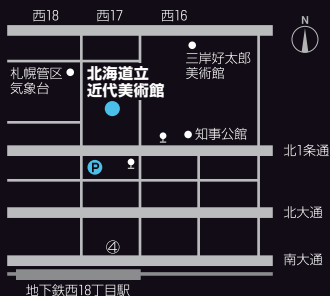 西18
西17
西16
N
三岸好太郎
美術館
札幌管区
気象台
北海道立
近代美術館
知事公館
北1条通
P
北大通
④
南大通
地下鉄西18丁目駅